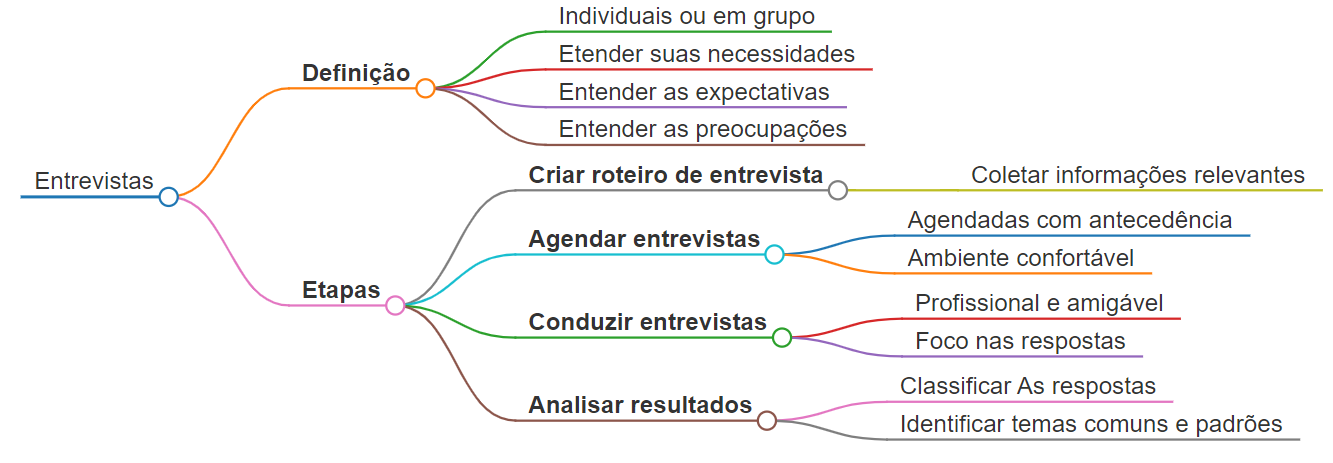 Entrevistas
Definição
Individuais ou em grupo
Etender suas necessidades
Entender as expectativas
Entender as preocupações
Etapas
Criar roteiro de entrevista
Coletar informações relevantes
Agendar entrevistas
Agendadas com antecedência
Ambiente confortável
Conduzir entrevistas
Profissional e amigável
Foco nas respostas
Analisar resultados
Classificar As respostas
Identificar temas comuns e padrões